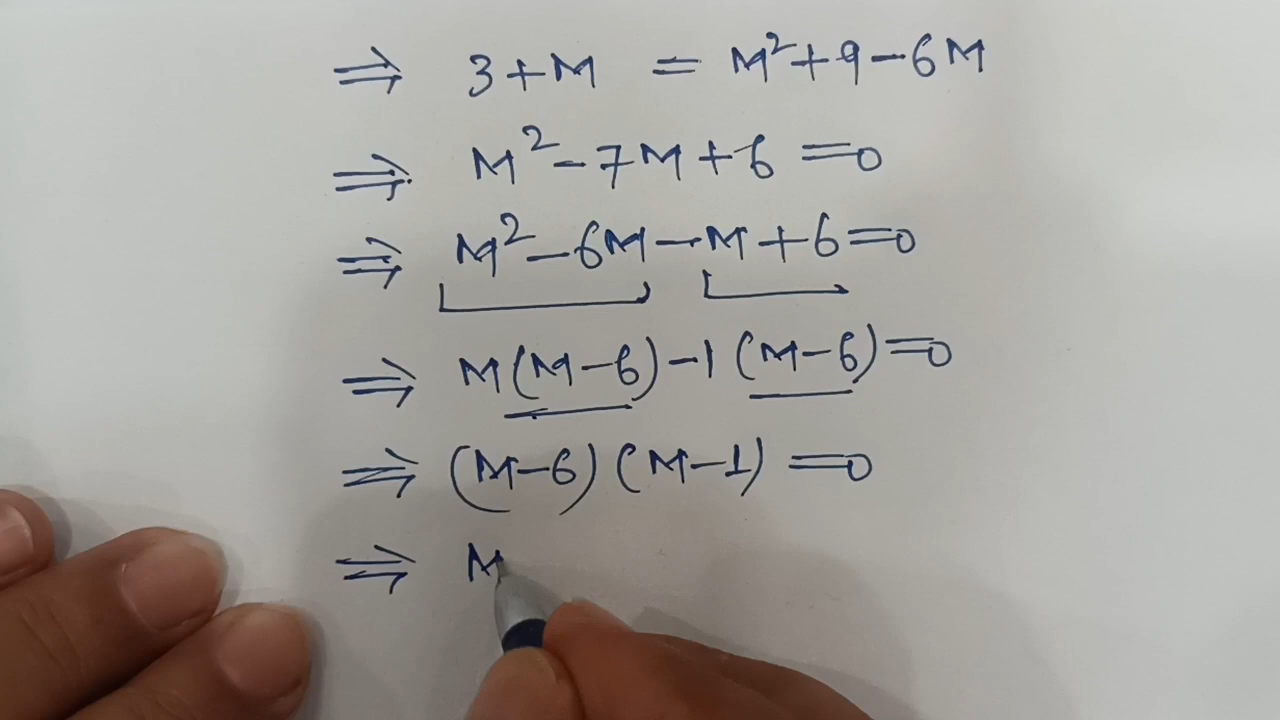 ⇒ 3+M = M²+9-6M
⇒ M²-7M+6=0
⇒ M²-6M-M+6=0
⇒ M(M-6)-1(M-6)=0
⇒ (M-6)(M-1)=0
⇒ M